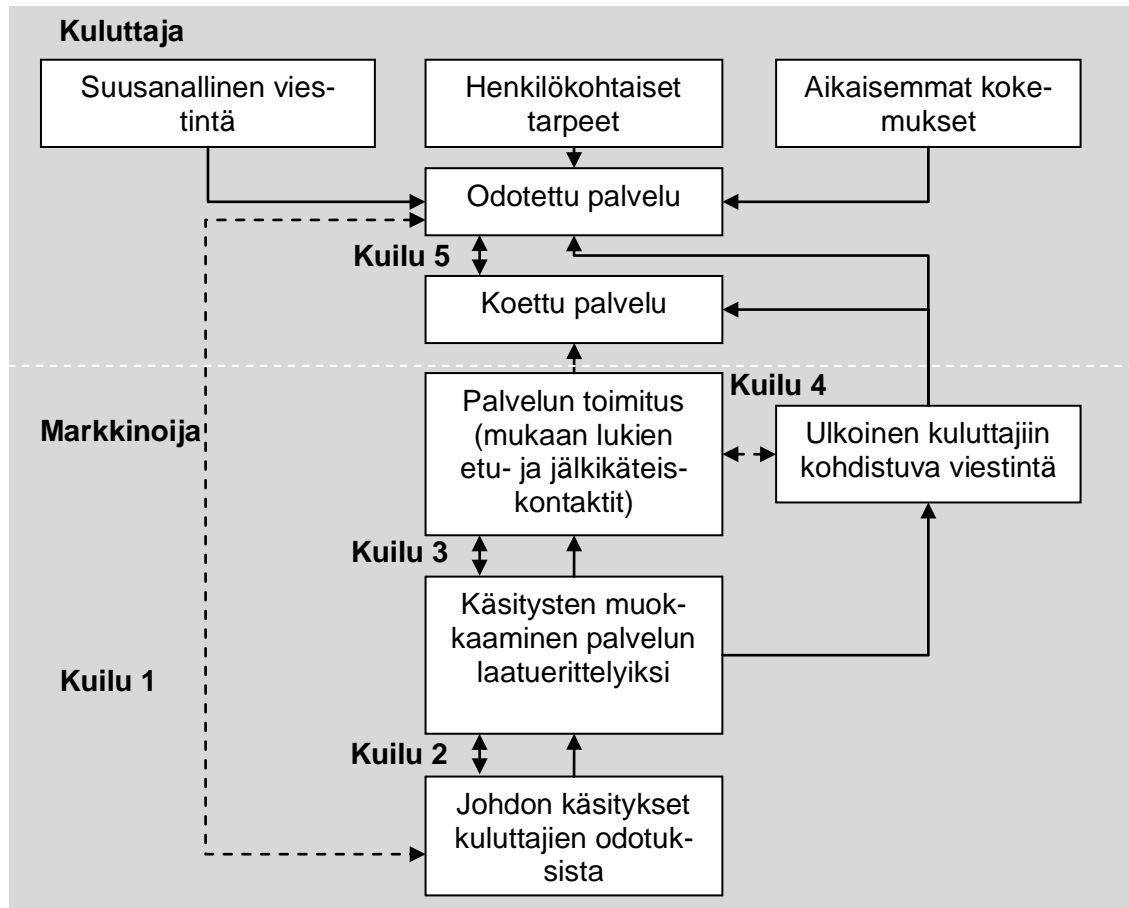 Kuluttaja
Suusanallinen vies-
tintä
Henkilökohtaiset
tarpeet
Aikaisemmat koke-
mukset
Odotettu palvelu
Kuilu 5
Koettu palvelu
Kuilu 4
Markkinoija
Palvelun toimitus
(mukaan lukien
etu- ja jälkikäteis-
kontaktit)
Ulkoinen kuluttajiin
kohdistuva viestintä
Kuilu 3
Käsitysten muok-
kaaminen palvelun
laatuerittelyiksi
Kuilu 1
Kuilu 2
Johdon käsitykset
kuluttajien odotuk-
sista